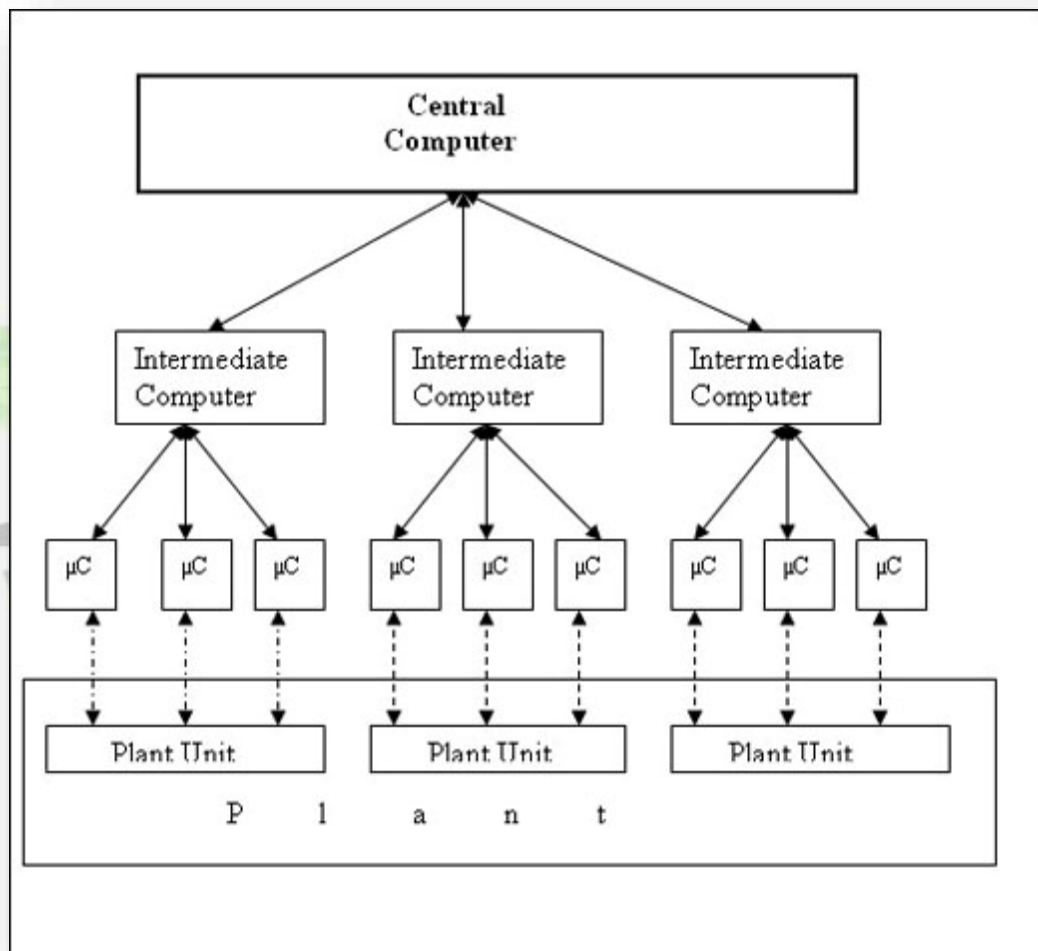 Central
Computer
Intermediate
Computer
Intermediate
Computer
Intermediate
Computer
µC
µC
µC
µC
µC
µC
µC
µC
µC
Plant Unit
Plant Unit
Plant Unit
P l a n t